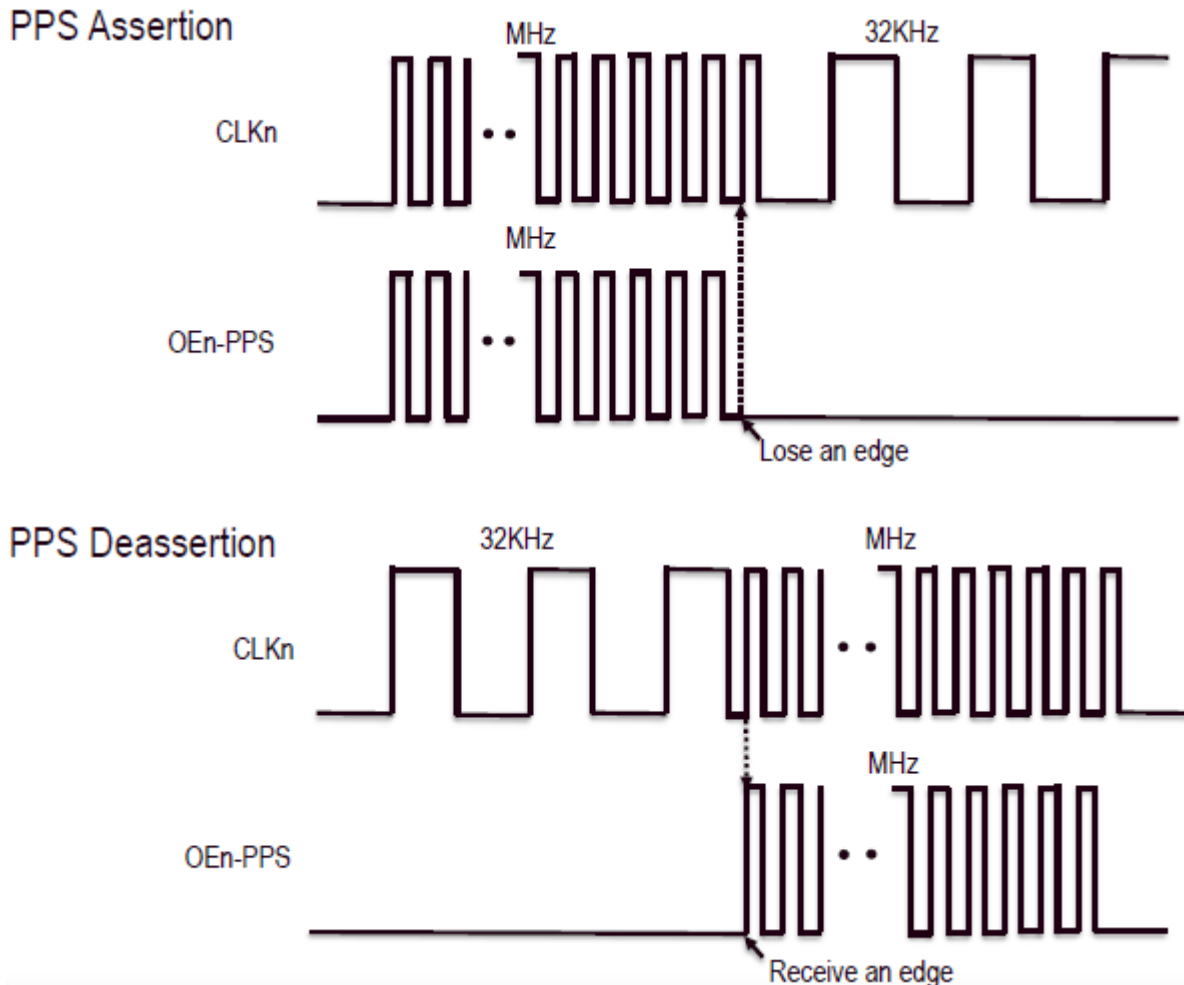 PPS Assertion
MHz
32KHz
CLKn
MHz
OEn-PPS
Lose an edge
PPS Deassertion
32KHz
MHz
CLKn
MHz
OEn-PPS
Receive an edge